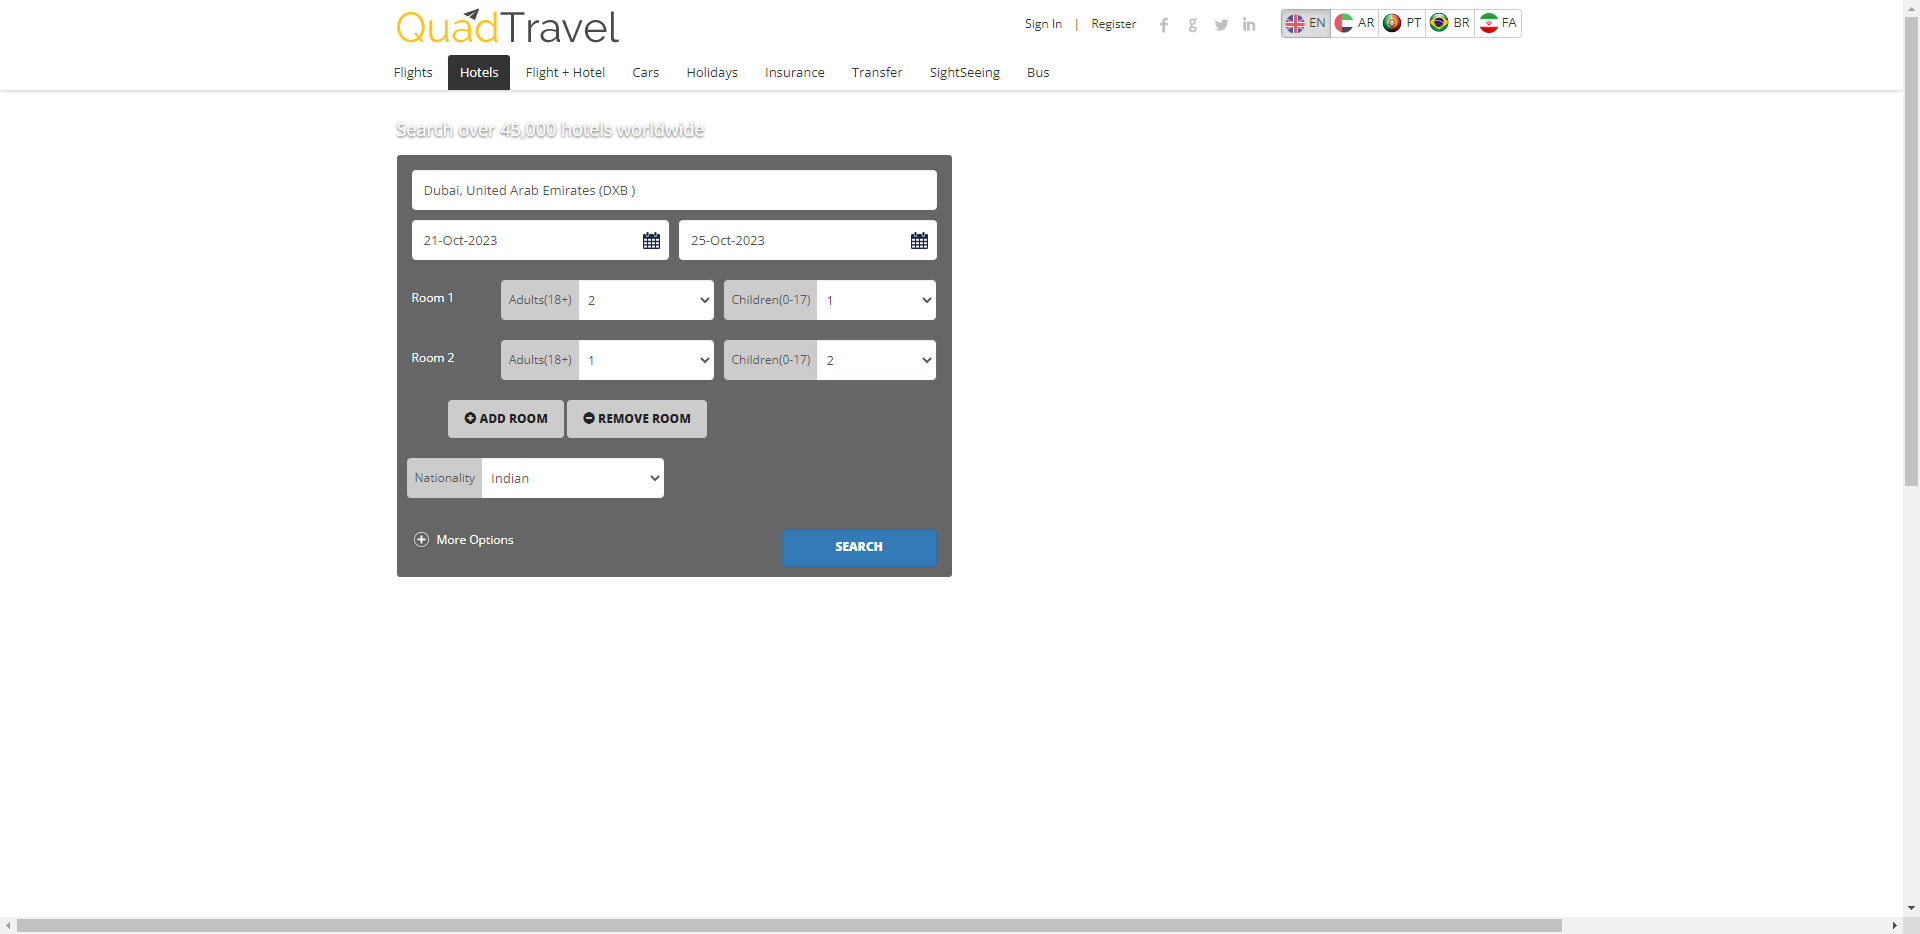 QuadTravel
Sign In | Register
EN AR PT BR FA
Flights Hotels Flight + Hotel Cars Holidays Insurance Transfer SightSeeing Bus
Search over 45,000 hotels worldwide
Dubai, United Arab Emirates (DXB )
21-Oct-2023 25-Oct-2023
Room 1 Adults(18+) 2 Children(0-17) 1
Room 2 Adults(18+) 1 Children(0-17) 2
ADD ROOM REMOVE ROOM
Nationality Indian
More Options SEARCH